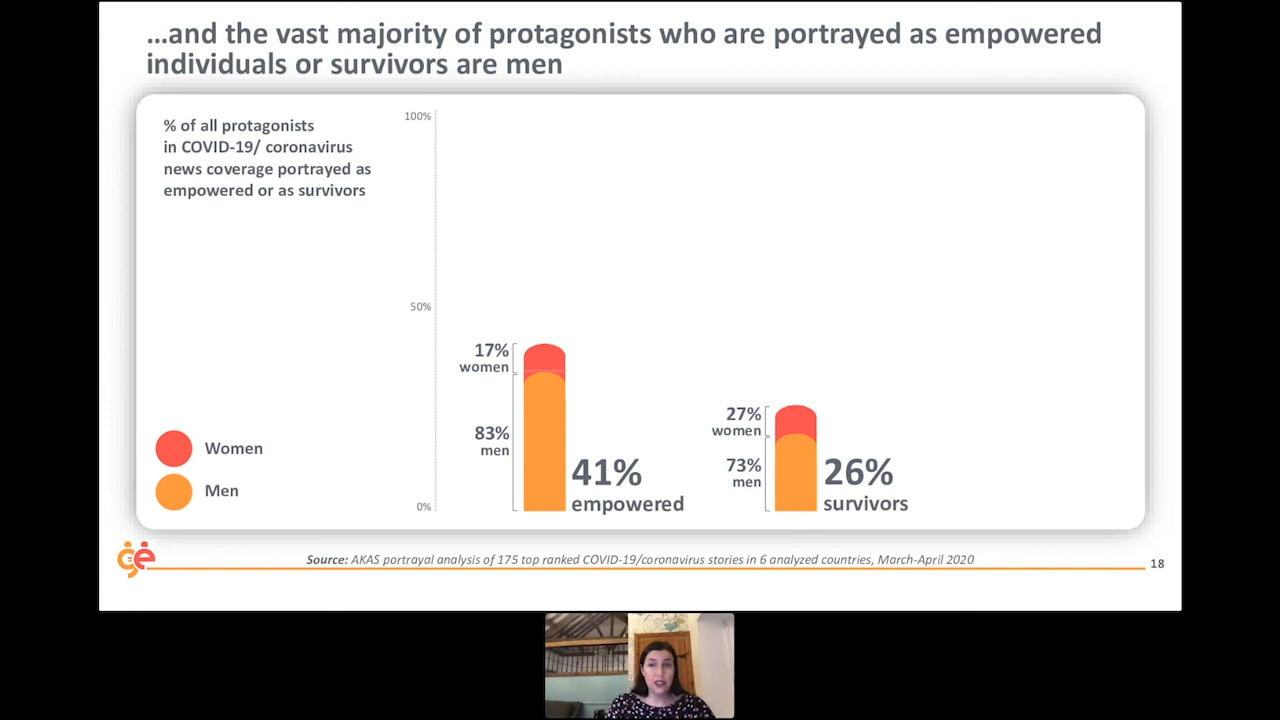 ...and the vast majority of protagonists who are portrayed as empowered
individuals or survivors are men
% of all protagonists
in COVID-19/ coronavirus
news coverage portrayed as
empowered or as survivors
100%
50%
0%
17%
women
83%
men
41%
empowered
27%
women
73%
men
26%
survivors
Women
Men
Source: AKAS portrayal analysis of 175 top ranked COVID-19/coronavirus stories in 6 analyzed countries, March-April 2020
18